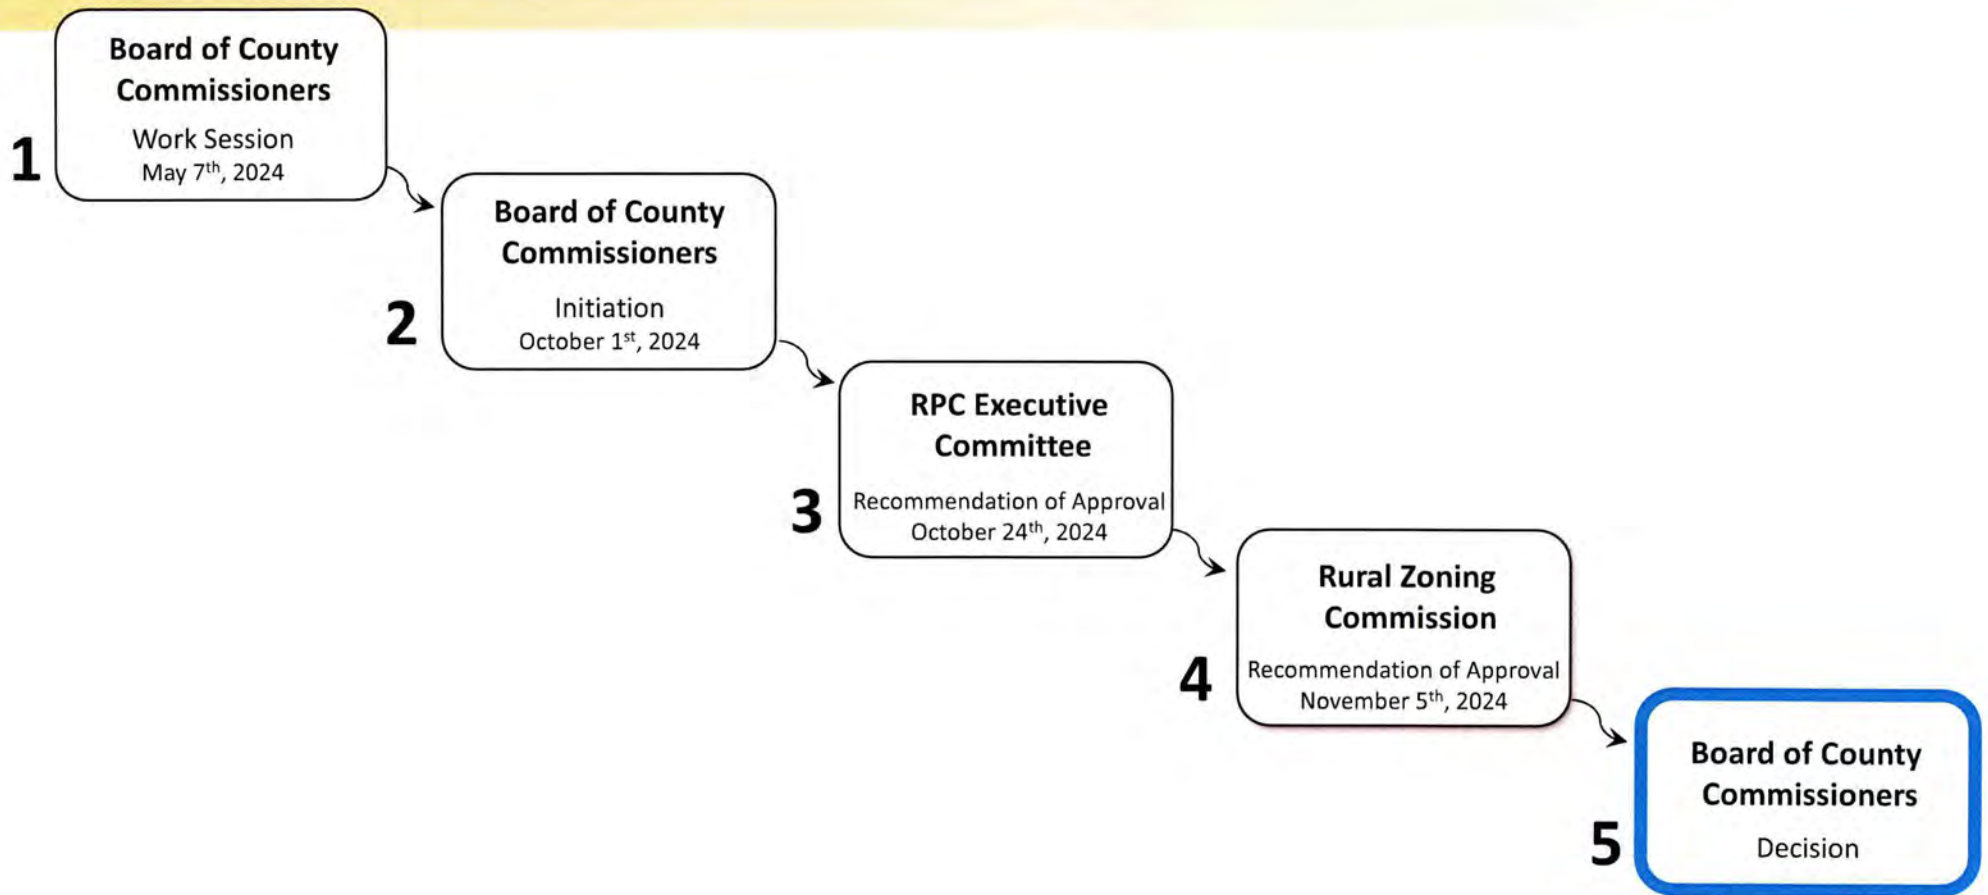 1
Board of County
Commissioners
Work Session
May 7th, 2024
2
Board of County
Commissioners
Initiation
October 1st, 2024
3
RPC Executive
Committee
Recommendation of Approval
October 24th, 2024
4
Rural Zoning
Commission
Recommendation of Approval
November 5th, 2024
5
Board of County
Commissioners
Decision